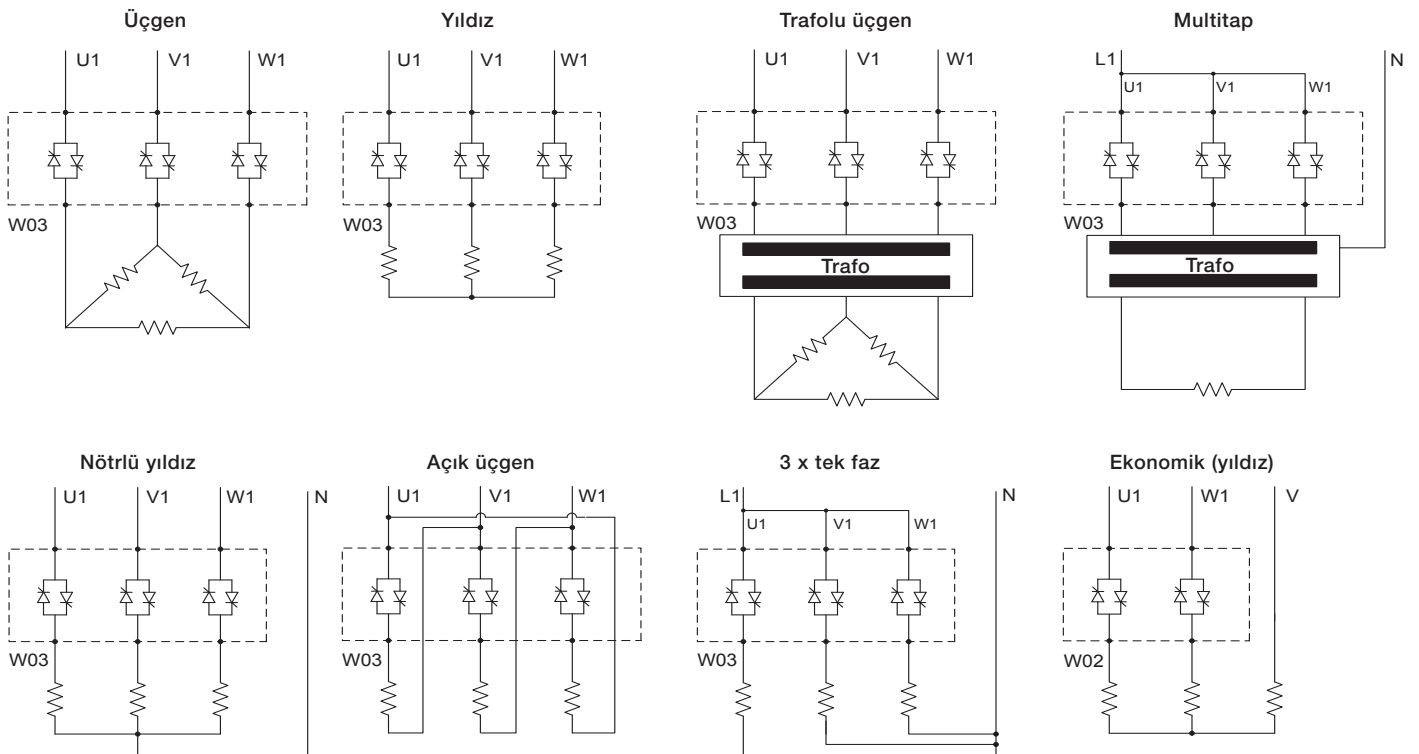 Üçgen
U1 V1 W1
W03
Yıldız
U1 V1 W1
W03
Trafolu üçgen
U1 V1 W1
W03
Trafo
Multitap
L1 N
U1 V1 W1
W03
Trafo
Nötrlü yıldız
U1 V1 W1 N
W03
Açık üçgen
U1 V1 W1
W03
3 x tek faz
L1 N
U1 V1 W1
W03
Ekonomik (yıldız)
U1 W1 V
W02